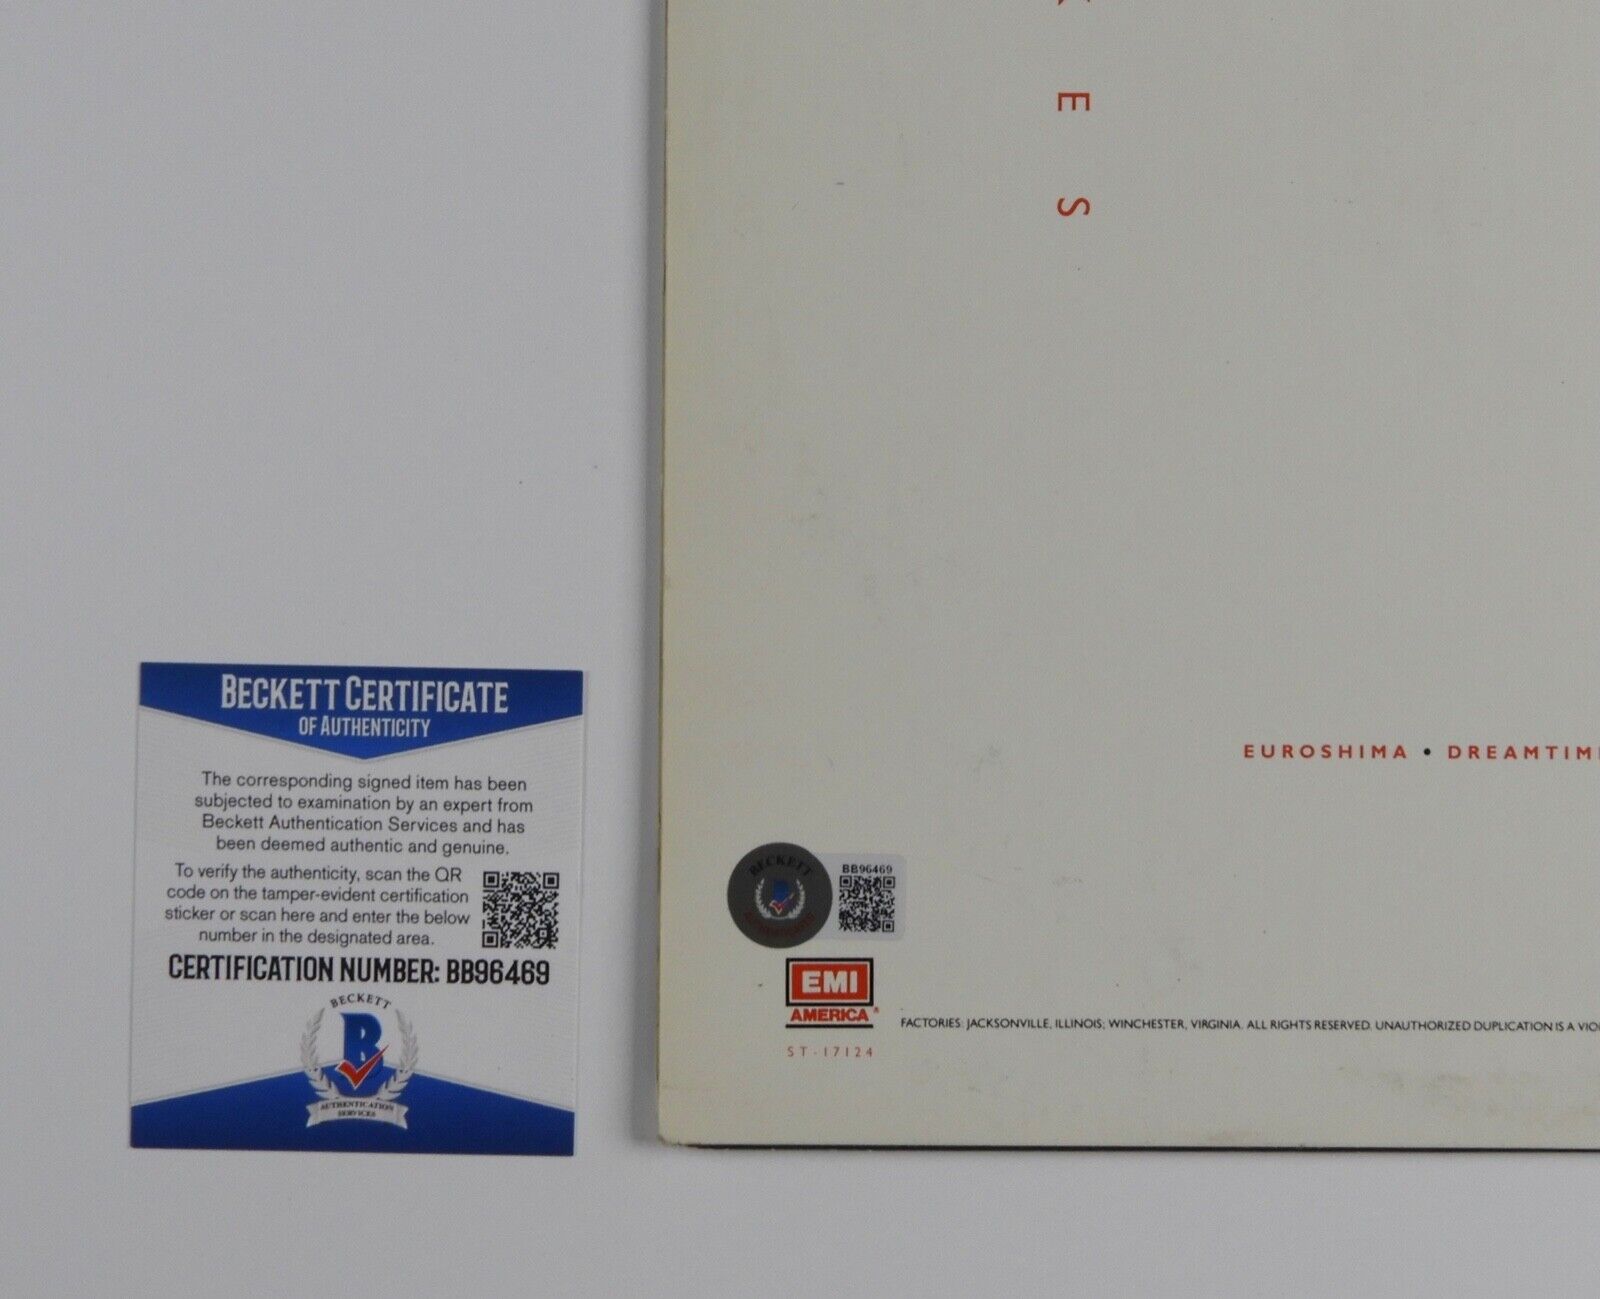 E
S
BECKETT CERTIFICATE
OF AUTHENTICITY
The corresponding signed item has been
subjected to examination by an expert from
Beckett Authentication Services and has
been deemed authentic and genuine.
To verify the authenticity, scan the QR
code on the tamper-evident certification
sticker or scan here and enter the below
number in the designated area.
CERTIFICATION NUMBER: BB96469
BECKETT
B
AUTHENTICATION
SERVICES
EUROSHIMA • DREAMTIM
BECKETT
BB96469
EMI
AMERICA
FACTORIES: JACKSONVILLE, ILLINOIS; WINCHESTER, VIRGINIA. ALL RIGHTS RESERVED. UNAUTHORIZED DUPLICATION IS A VIO
ST-17124